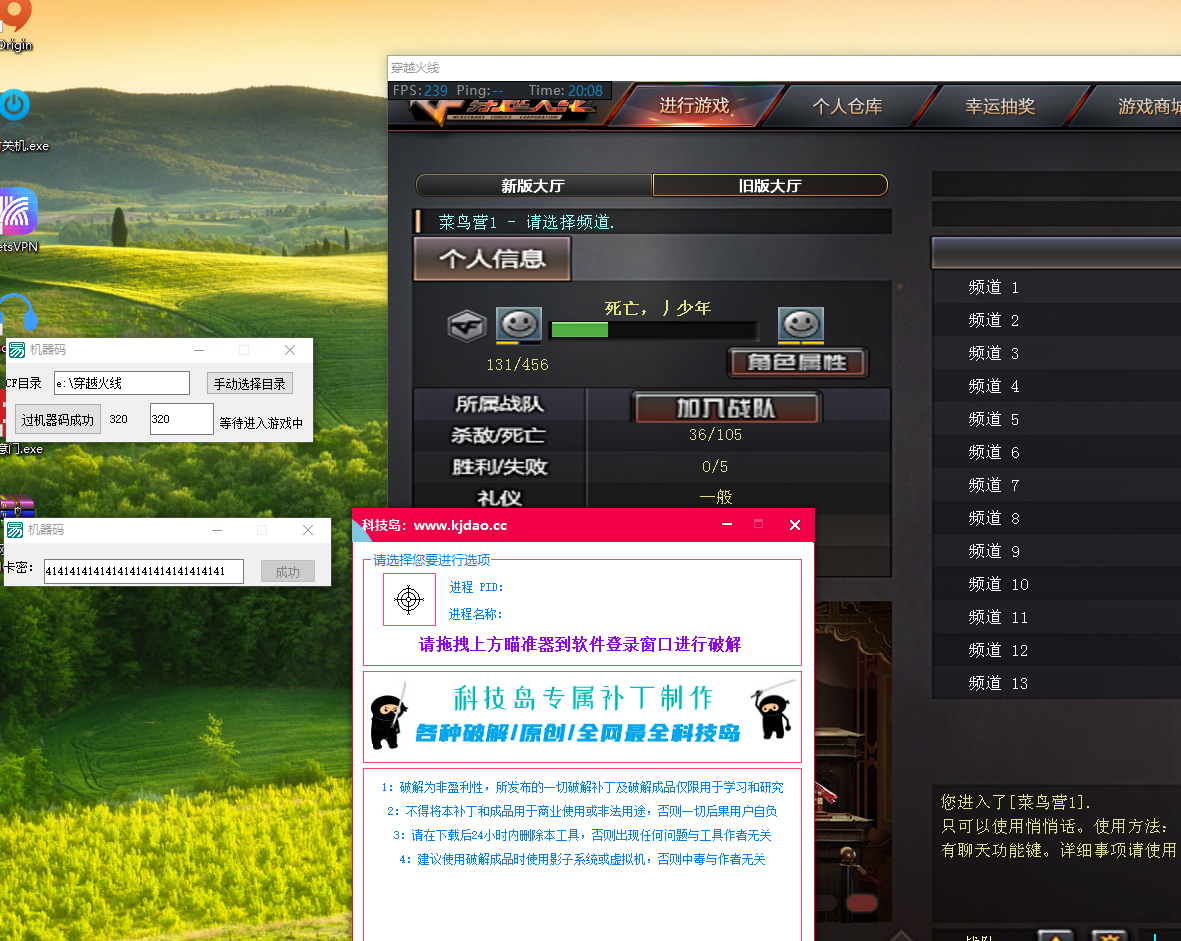 Origin
关机.exe
etsVPN
机器码
CF目录
e:\穿越火线
手动选择目录
过机器码成功
320
320
等待进入游戏中
门.exe
机器码
卡密:
414141414141414141414141414141
成功
穿越火线
FPS:239 Ping:-- Time: 20:08
MERCENARY FORCES CORPORATION
进行游戏
个人仓库
幸运抽奖
游戏商城
新版大厅
旧版大厅
菜鸟营1 - 请选择频道.
个人信息
死亡，丿少年
131/456
角色属性
所属战队
加入战队
杀敌/死亡
36/105
胜利/失败
0/5
礼仪
一般
频道 1
频道 2
频道 3
频道 4
频道 5
频道 6
频道 7
频道 8
频道 9
频道 10
频道 11
频道 12
频道 13
您进入了[菜鸟营1].
只可以使用悄悄话。使用方法:
有聊天功能键。详细事项请使用
科技岛：www.kjdao.cc
请选择您要进行选项
进程 PID:
进程名称:
请拖拽上方瞄准器到软件登录窗口进行破解
科技岛专属补丁制作
各种破解/原创/全网最全科技岛
1：破解为非盈利性，所发布的一切破解补丁及破解成品仅限用于学习和研究
2：不得将本补丁和成品用于商业使用或非法用途，否则一切后果用户自负
3：请在下载后24小时内删除本工具，否则出现任何问题与工具作者无关
4：建议使用破解成品时使用影子系统或虚拟机，否则中毒与作者无关